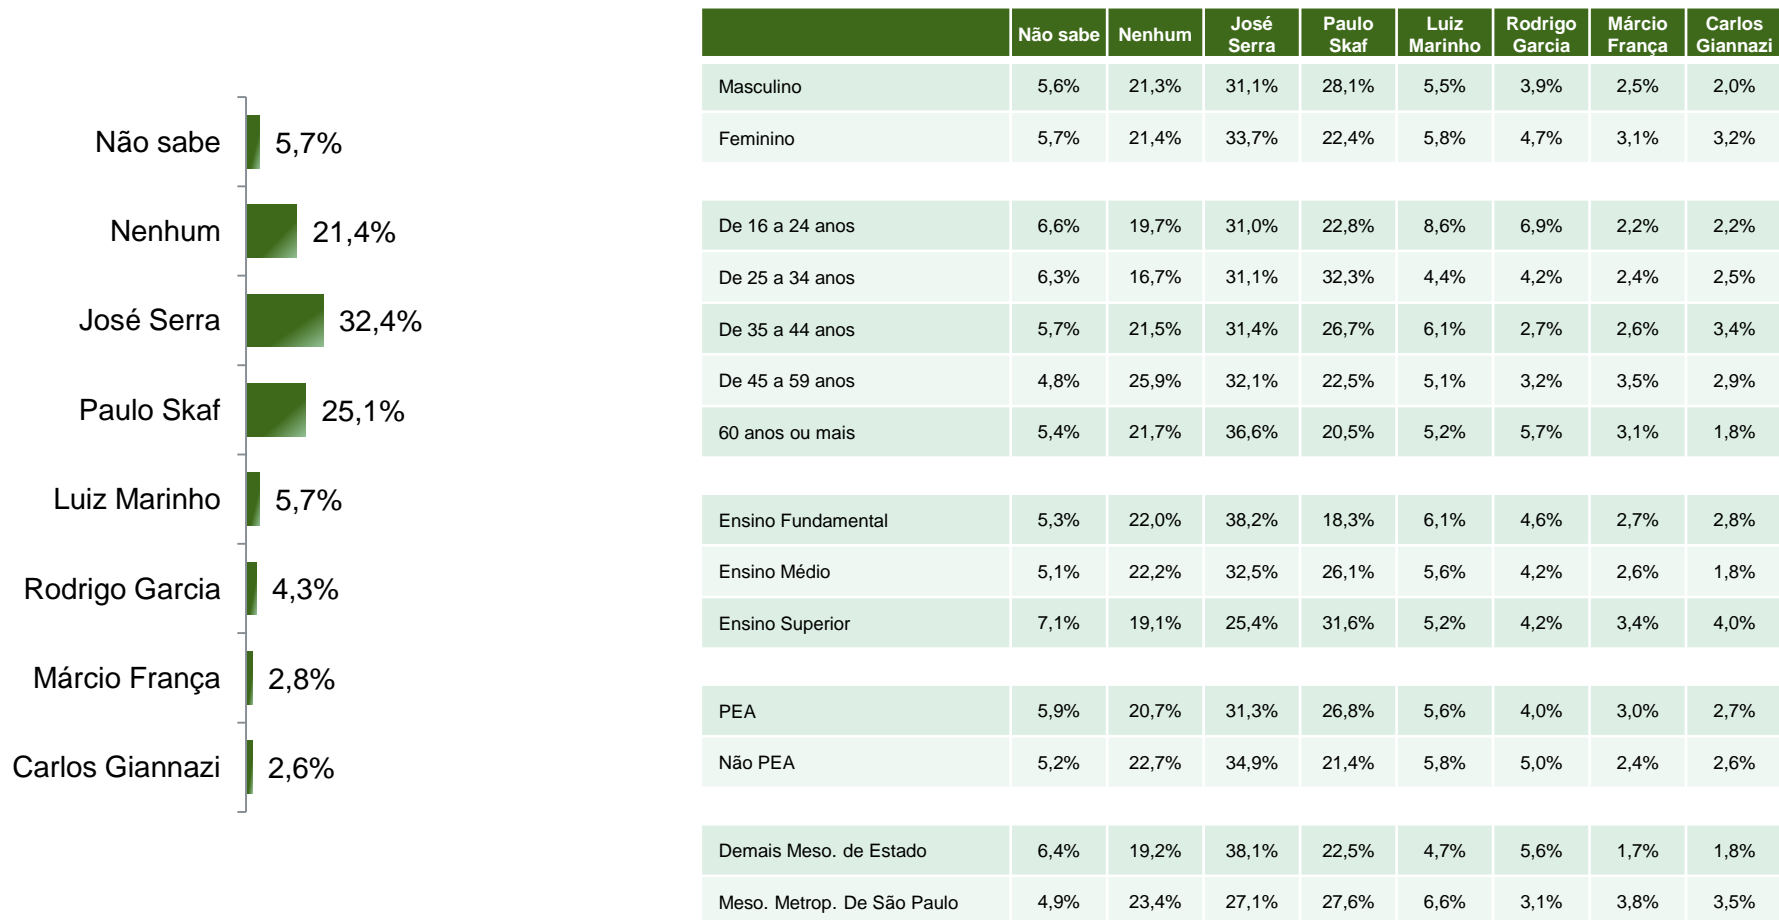 Não sabe 5,7%
Nenhum 21,4%
José Serra 32,4%
Paulo Skaf 25,1%
Luiz Marinho 5,7%
Rodrigo Garcia 4,3%
Márcio França 2,8%
Carlos Giannazi 2,6%
Não sabe Nenhum José Serra Paulo Skaf Luiz Marinho Rodrigo Garcia Márcio França Carlos Giannazi
Masculino 5,6% 21,3% 31,1% 28,1% 5,5% 3,9% 2,5% 2,0%
Feminino 5,7% 21,4% 33,7% 22,4% 5,8% 4,7% 3,1% 3,2%
De 16 a 24 anos 6,6% 19,7% 31,0% 22,8% 8,6% 6,9% 2,2% 2,2%
De 25 a 34 anos 6,3% 16,7% 31,1% 32,3% 4,4% 4,2% 2,4% 2,5%
De 35 a 44 anos 5,7% 21,5% 31,4% 26,7% 6,1% 2,7% 2,6% 3,4%
De 45 a 59 anos 4,8% 25,9% 32,1% 22,5% 5,1% 3,2% 3,5% 2,9%
60 anos ou mais 5,4% 21,7% 36,6% 20,5% 5,2% 5,7% 3,1% 1,8%
Ensino Fundamental 5,3% 22,0% 38,2% 18,3% 6,1% 4,6% 2,7% 2,8%
Ensino Médio 5,1% 22,2% 32,5% 26,1% 5,6% 4,2% 2,6% 1,8%
Ensino Superior 7,1% 19,1% 25,4% 31,6% 5,2% 4,2% 3,4% 4,0%
PEA 5,9% 20,7% 31,3% 26,8% 5,6% 4,0% 3,0% 2,7%
Não PEA 5,2% 22,7% 34,9% 21,4% 5,8% 5,0% 2,4% 2,6%
Demais Meso. de Estado 6,4% 19,2% 38,1% 22,5% 4,7% 5,6% 1,7% 1,8%
Meso. Metrop. De São Paulo 4,9% 23,4% 27,1% 27,6% 6,6% 3,1% 3,8% 3,5%